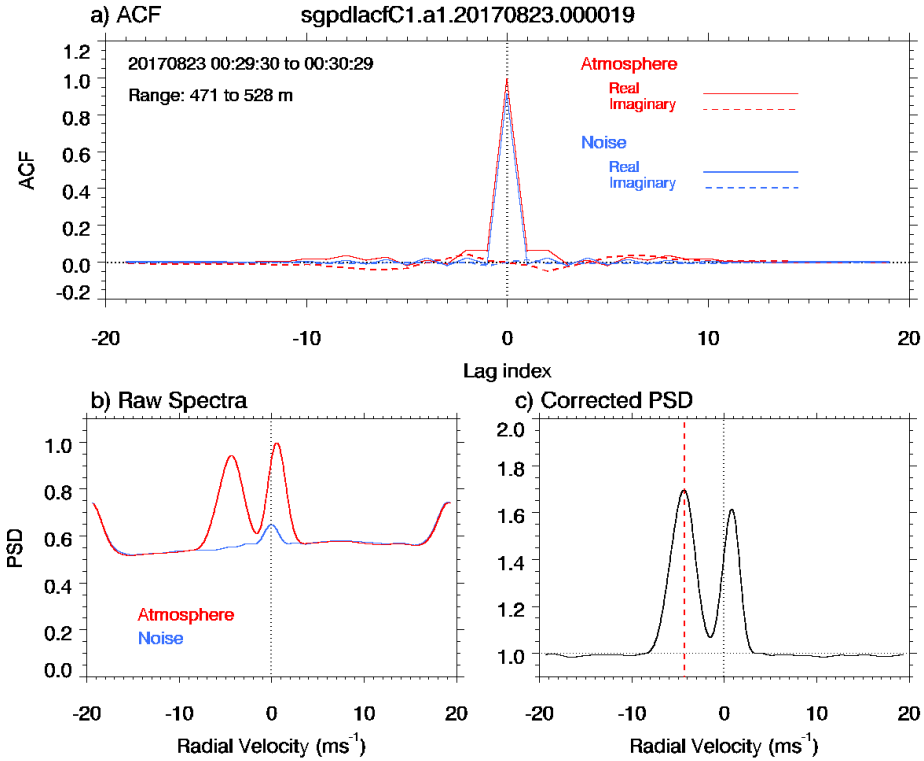 a) ACF sgpdlacfC1.a1.20170823.000019
1.2
1.0
0.8
0.6
0.4
0.2
0.0
-0.2
ACF
20170823 00:29:30 to 00:30:29
Range: 471 to 528 m
Atmosphere
Real
Imaginary
Noise
Real
Imaginary
-20 -10 0 10 20
Lag index
b) Raw Spectra
1.0
0.8
0.6
0.4
0.2
0.0
PSD
Atmosphere
Noise
-20 -10 0 10 20
Radial Velocity (ms⁻¹)
c) Corrected PSD
2.0
1.8
1.6
1.4
1.2
1.0
-20 -10 0 10 20
Radial Velocity (ms⁻¹)